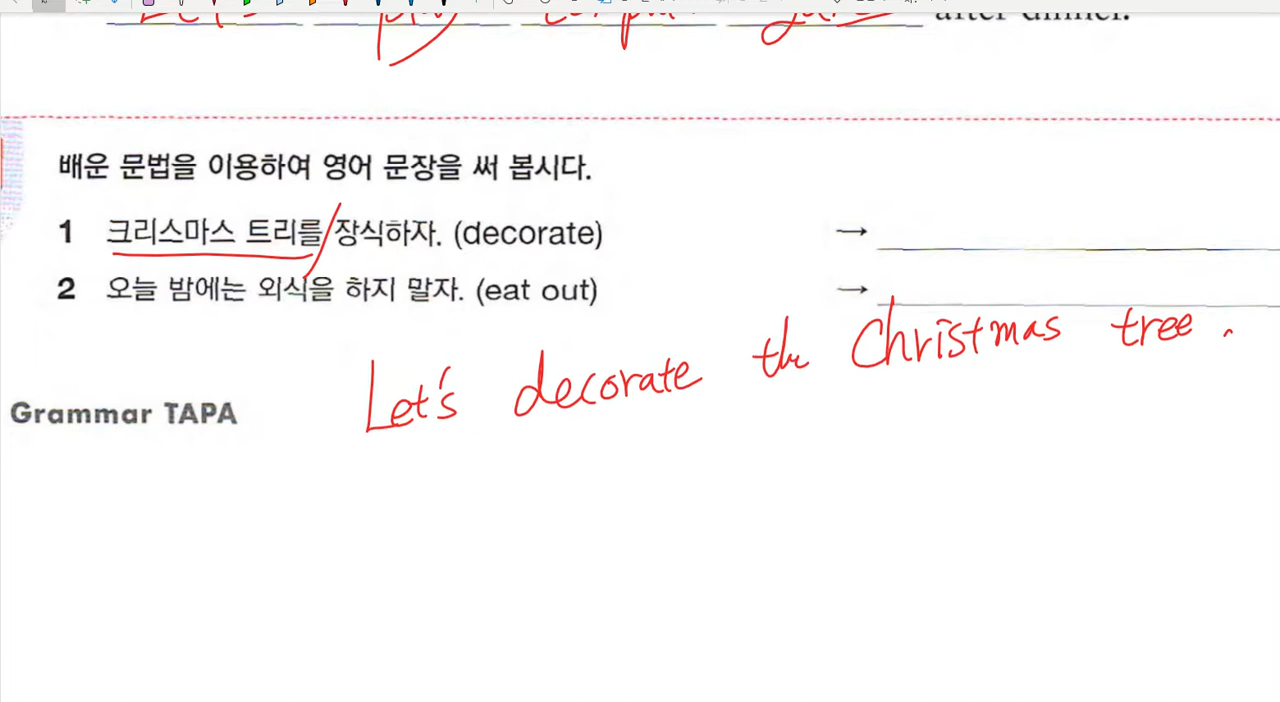 after dinner.
배운 문법을 이용하여 영어 문장을 써 봅시다.
1 크리스마스 트리를 장식하자. (decorate) →
2 오늘 밤에는 외식을 하지 말자. (eat out) →
Let's decorate the Christmas tree.
Grammar TAPA